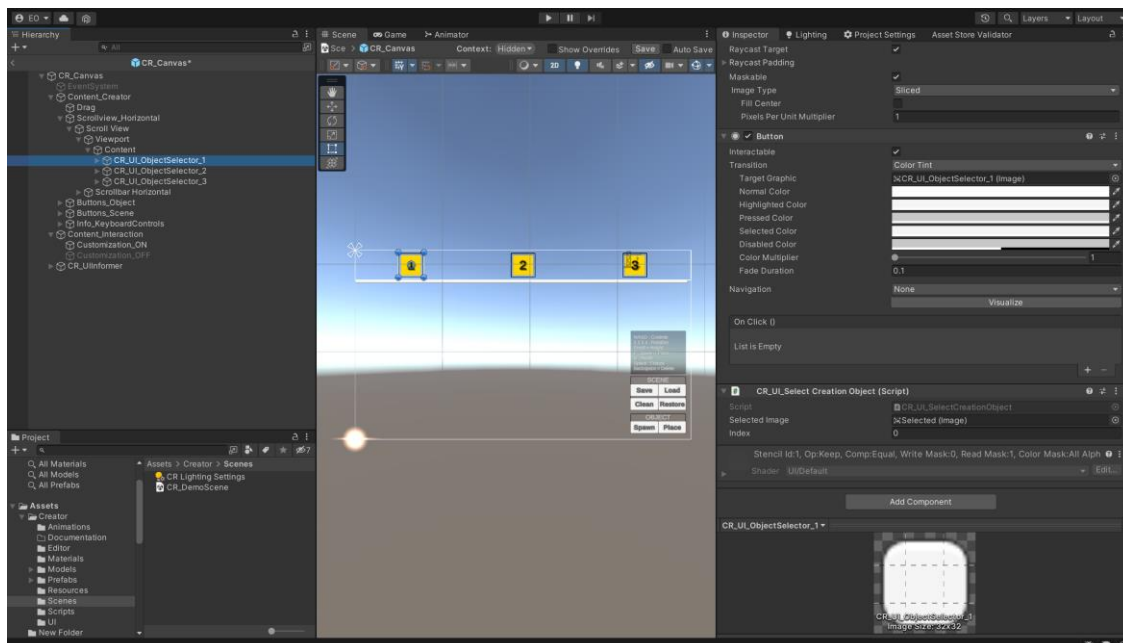 EO
Layers
Layout
Hierarchy
All
CR_Canvas*
CR_Canvas
EventSystem
Content_Creator
Drag
Scrollview_Horizontal
Scroll View
Viewport
Content
CR_UI_ObjectSelector_1
CR_UI_ObjectSelector_2
CR_UI_ObjectSelector_3
Scrollbar Horizontal
Buttons_Object
Buttons_Scene
Info_KeyboardControls
Content_Interaction
Customization_ON
Customization_OFF
CR_UIInformer
Scene Game Animator
Sce CR_Canvas Context: Hidden Show Overrides Save Auto Save
2D
2
3
SCENE
Save Load
Clean Restore
OBJECT
Spawn Place
Project
7
All Materials
All Models
All Prefabs
Assets
Creator
Animations
Documentation
Editor
Materials
Models
Prefabs
Resources
Scenes
Scripts
UI
New Folder
Assets > Creator > Scenes
CR Lighting Settings
CR_DemoScene
Inspector Lighting Project Settings Asset Store Validator
Raycast Target
Raycast Padding
Maskable
Image Type Sliced
Fill Center
Pixels Per Unit Multiplier 1
Button
Interactable
Transition Color Tint
Target Graphic CR_UI_ObjectSelector_1 (Image)
Normal Color
Highlighted Color
Pressed Color
Selected Color
Disabled Color
Color Multiplier 1
Fade Duration 0.1
Navigation None
Visualize
On Click ()
List is Empty
CR_UI_Select Creation Object (Script)
Script CR_UI_SelectCreationObject
Selected Image Selected (Image)
Index 0
Stencil Id:1, Op:Keep, Comp:Equal, Write Mask:0, Read Mask:1, Color Mask:All Alph
Shader UI/Default Edit...
Add Component
CR_UI_ObjectSelector_1
CR_UI_ObjectSelector_1
Image Size: 32x32